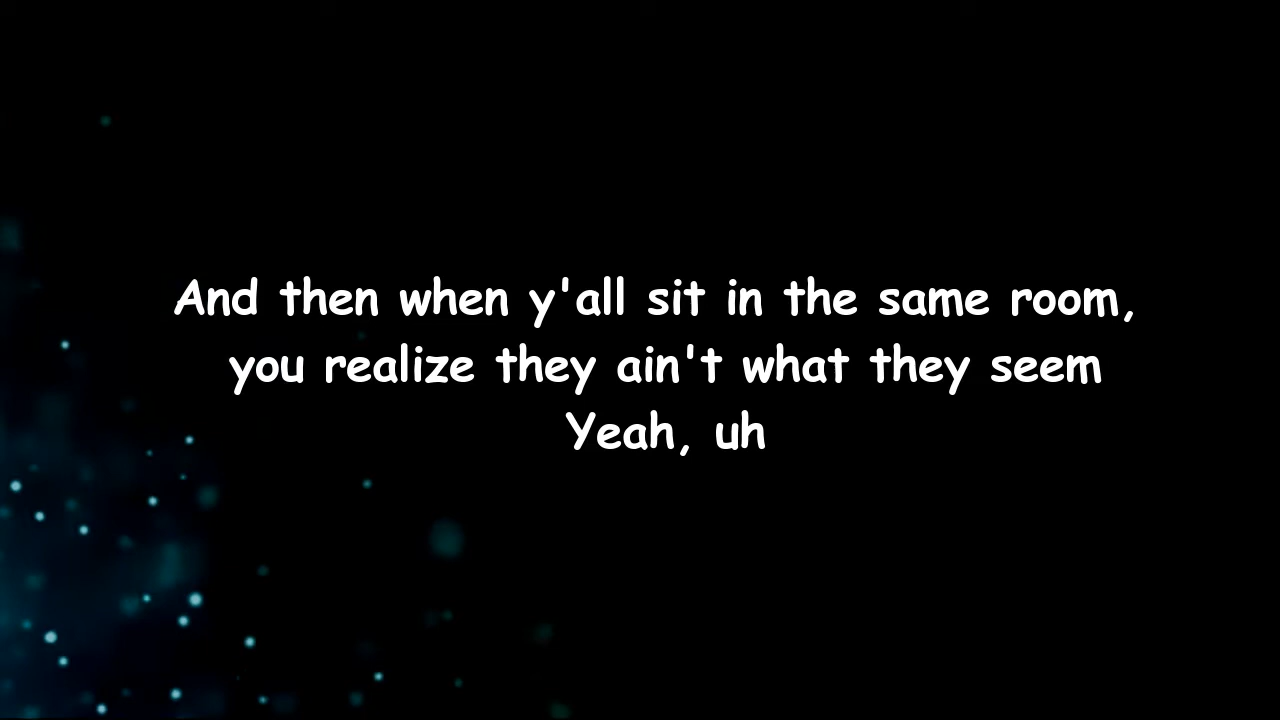 And then when y'all sit in the same room,
you realize they ain't what they seem
Yeah, uh